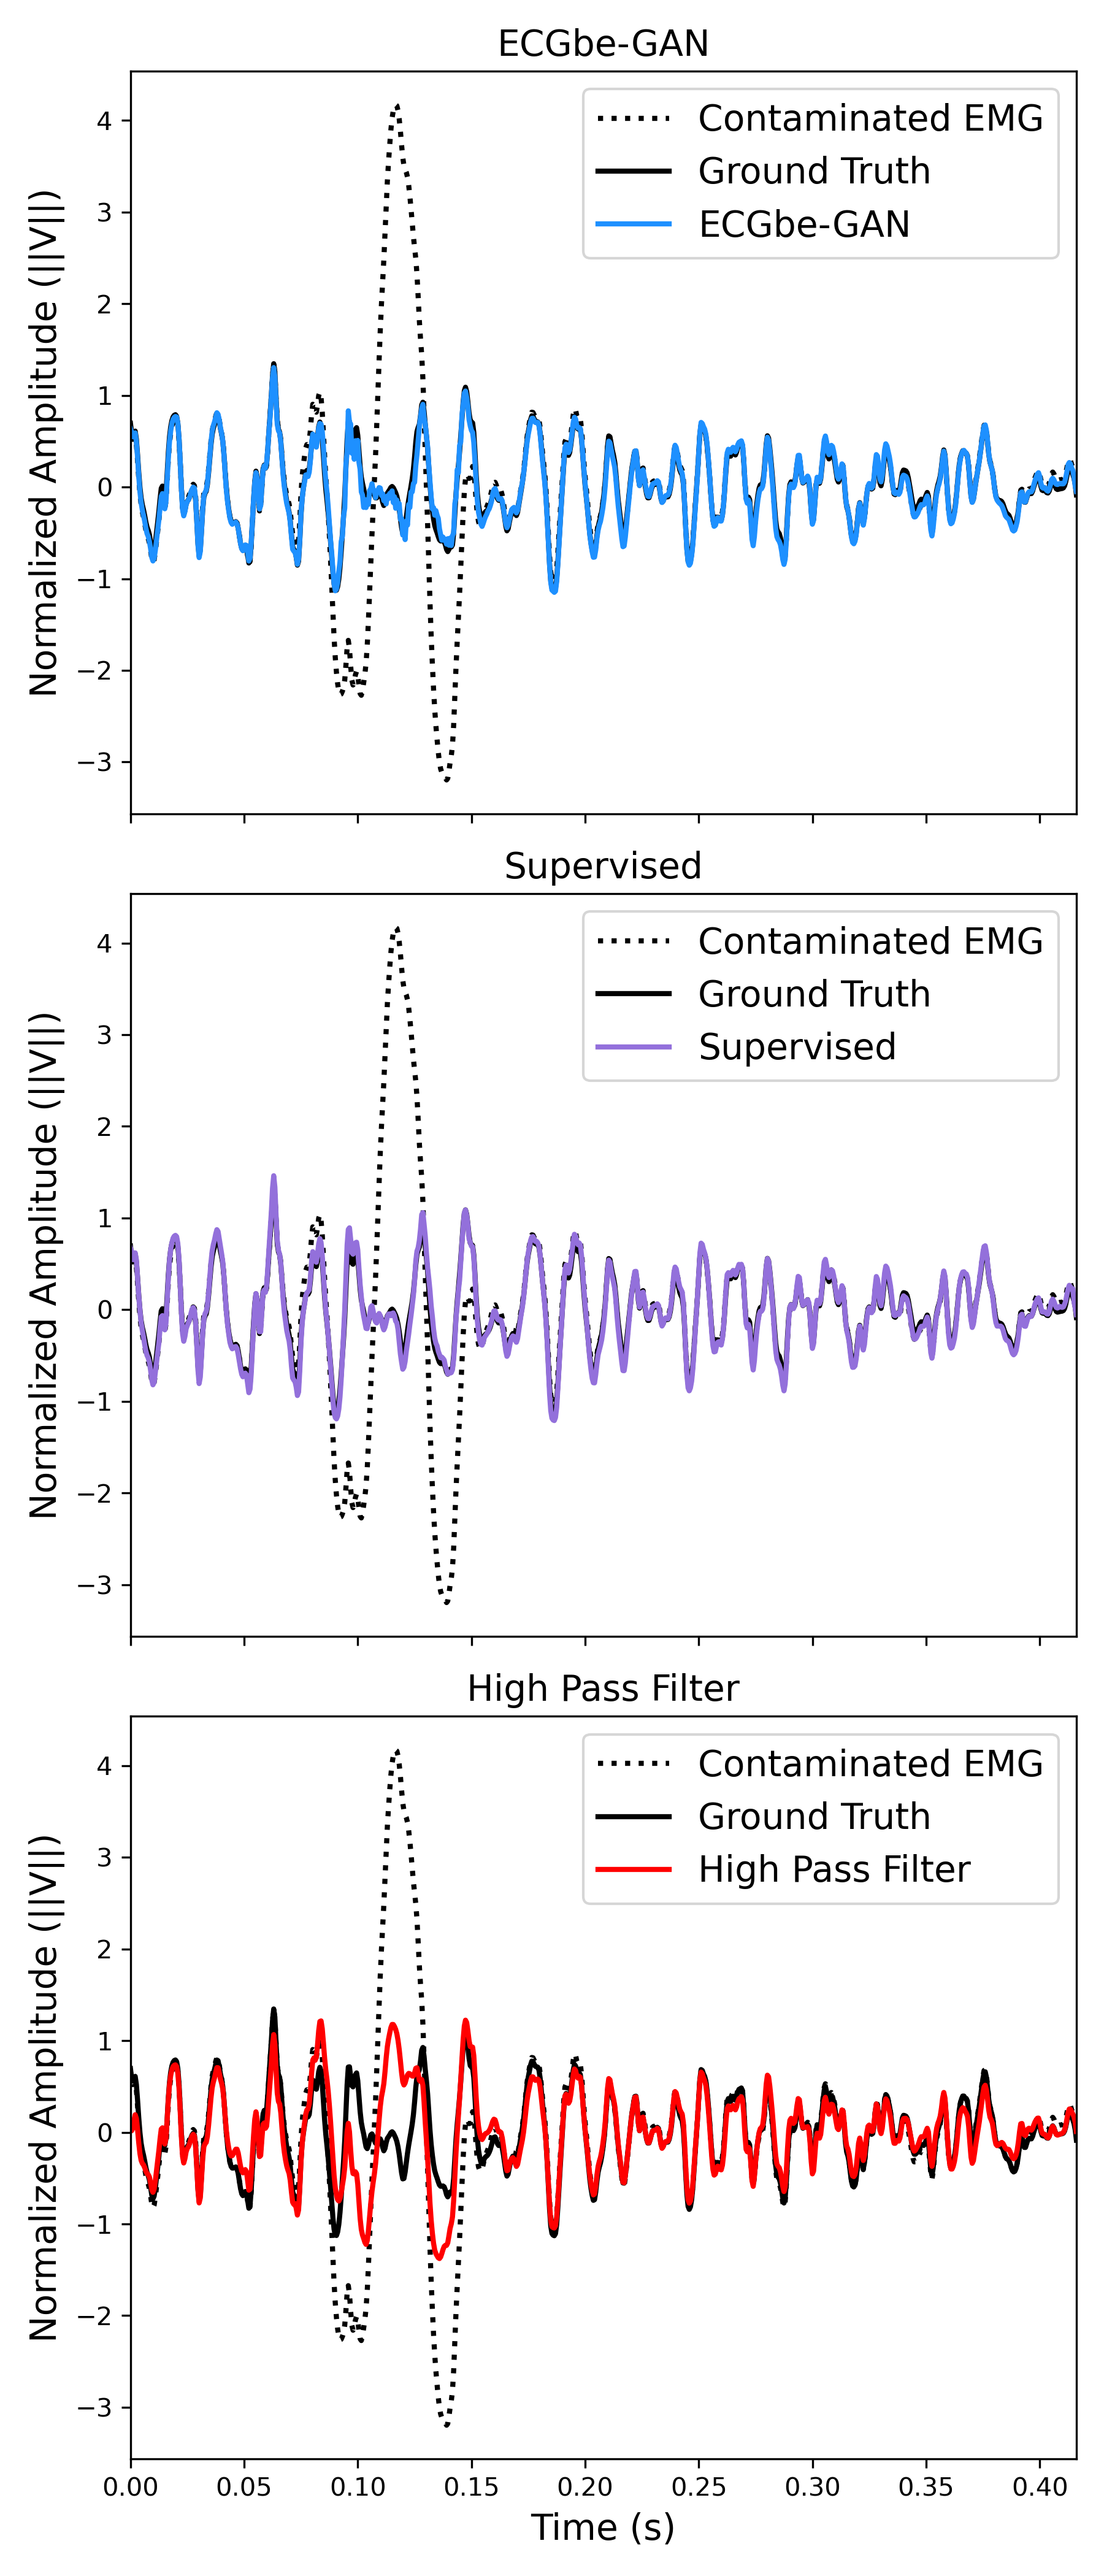 ECGbe-GAN
Normalized Amplitude (||V||)
4
3
2
1
0
−1
−2
−3
Contaminated EMG
Ground Truth
ECGbe-GAN
Supervised
Normalized Amplitude (||V||)
4
3
2
1
0
−1
−2
−3
Contaminated EMG
Ground Truth
Supervised
High Pass Filter
Normalized Amplitude (||V||)
4
3
2
1
0
−1
−2
−3
Contaminated EMG
Ground Truth
High Pass Filter
0.00 0.05 0.10 0.15 0.20 0.25 0.30 0.35 0.40
Time (s)